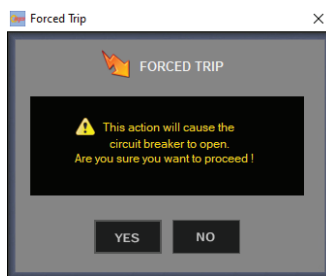 Forced Trip
FORCED TRIP
This action will cause the
circuit breaker to open.
Are you sure you want to proceed !
YES
NO